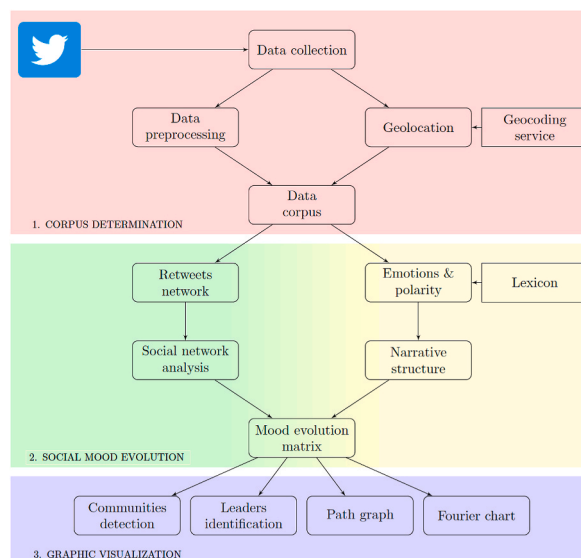 Data collection
Data
preprocessing
Geolocation
Geocoding
service
Data
corpus
1. CORPUS DETERMINATION
Retweets
network
Emotions &
polarity
Lexicon
Social network
analysis
Narrative
structure
Mood evolution
matrix
2. SOCIAL MOOD EVOLUTION
Communities
detection
Leaders
identification
Path graph
Fourier chart
3. GRAPHIC VISUALIZATION